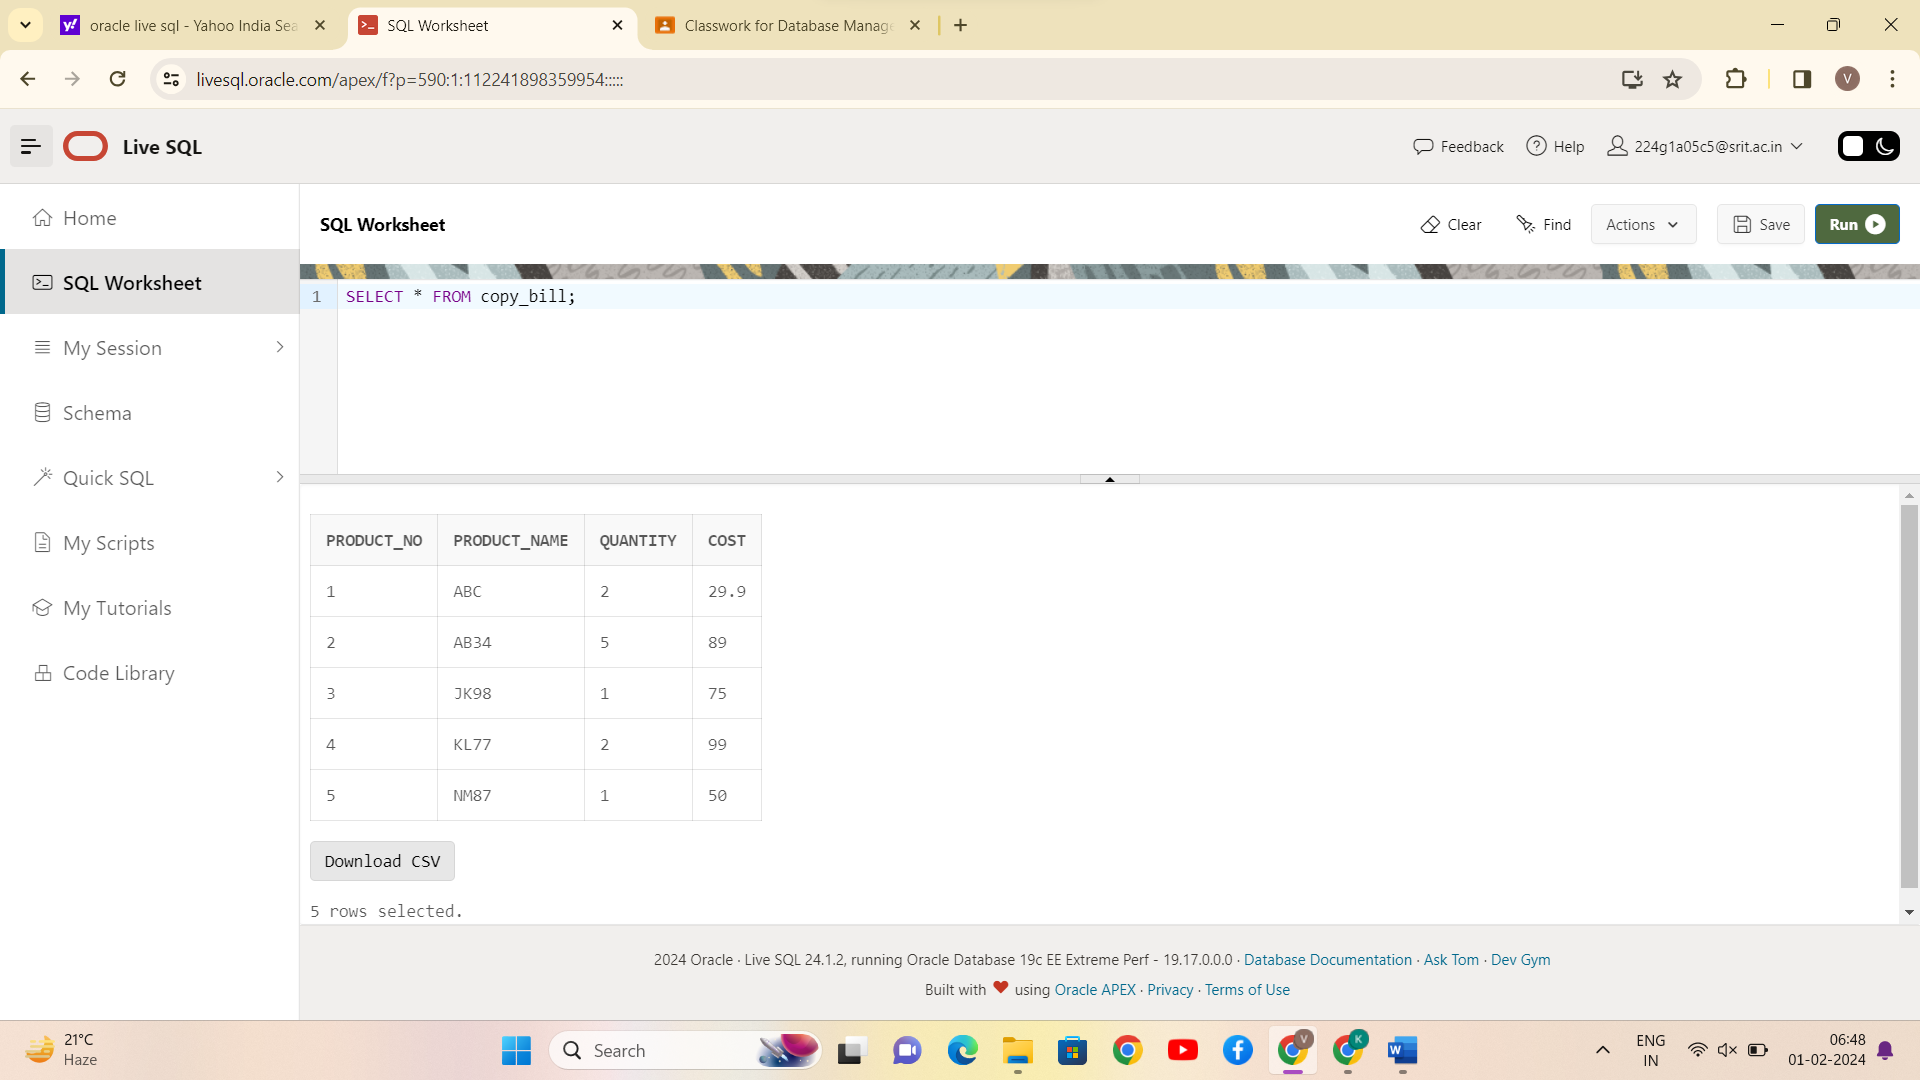 oracle live sql - Yahoo India Sea
SQL Worksheet
Classwork for Database Manage
livesql.oracle.com/apex/f?p=590:1:112241898359954:::::
V
Live SQL
Feedback
Help
224g1a05c5@srit.ac.in
Home
SQL Worksheet
My Session
Schema
Quick SQL
My Scripts
My Tutorials
Code Library
SQL Worksheet
Clear
Find
Actions
Save
Run
1 SELECT * FROM copy_bill;
PRODUCT_NO PRODUCT_NAME QUANTITY COST
1 ABC 2 29.9
2 AB34 5 89
3 JK98 1 75
4 KL77 2 99
5 NM87 1 50
Download CSV
5 rows selected.
2024 Oracle · Live SQL 24.1.2, running Oracle Database 19c EE Extreme Perf - 19.17.0.0.0 · Database Documentation · Ask Tom · Dev Gym
Built with ❤ using Oracle APEX · Privacy · Terms of Use
21°C
Haze
Search
V
K
W
ENG
IN
06:48
01-02-2024